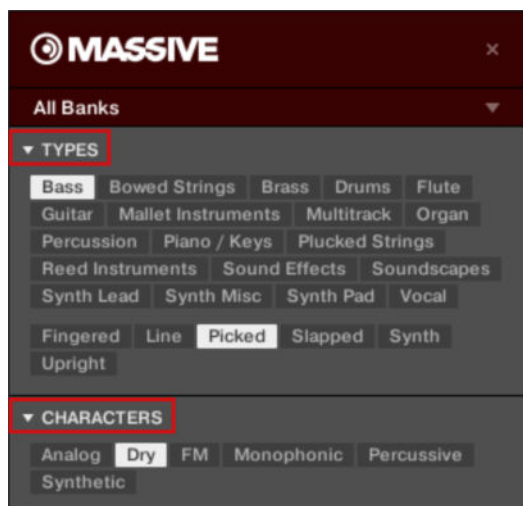 MASSIVE
All Banks
TYPES
Bass Bowed Strings Brass Drums Flute
Guitar Mallet Instruments Multitrack Organ
Percussion Piano / Keys Plucked Strings
Reed Instruments Sound Effects Soundscapes
Synth Lead Synth Misc Synth Pad Vocal
Fingered Line Picked Slapped Synth
Upright
CHARACTERS
Analog Dry FM Monophonic Percussive
Synthetic